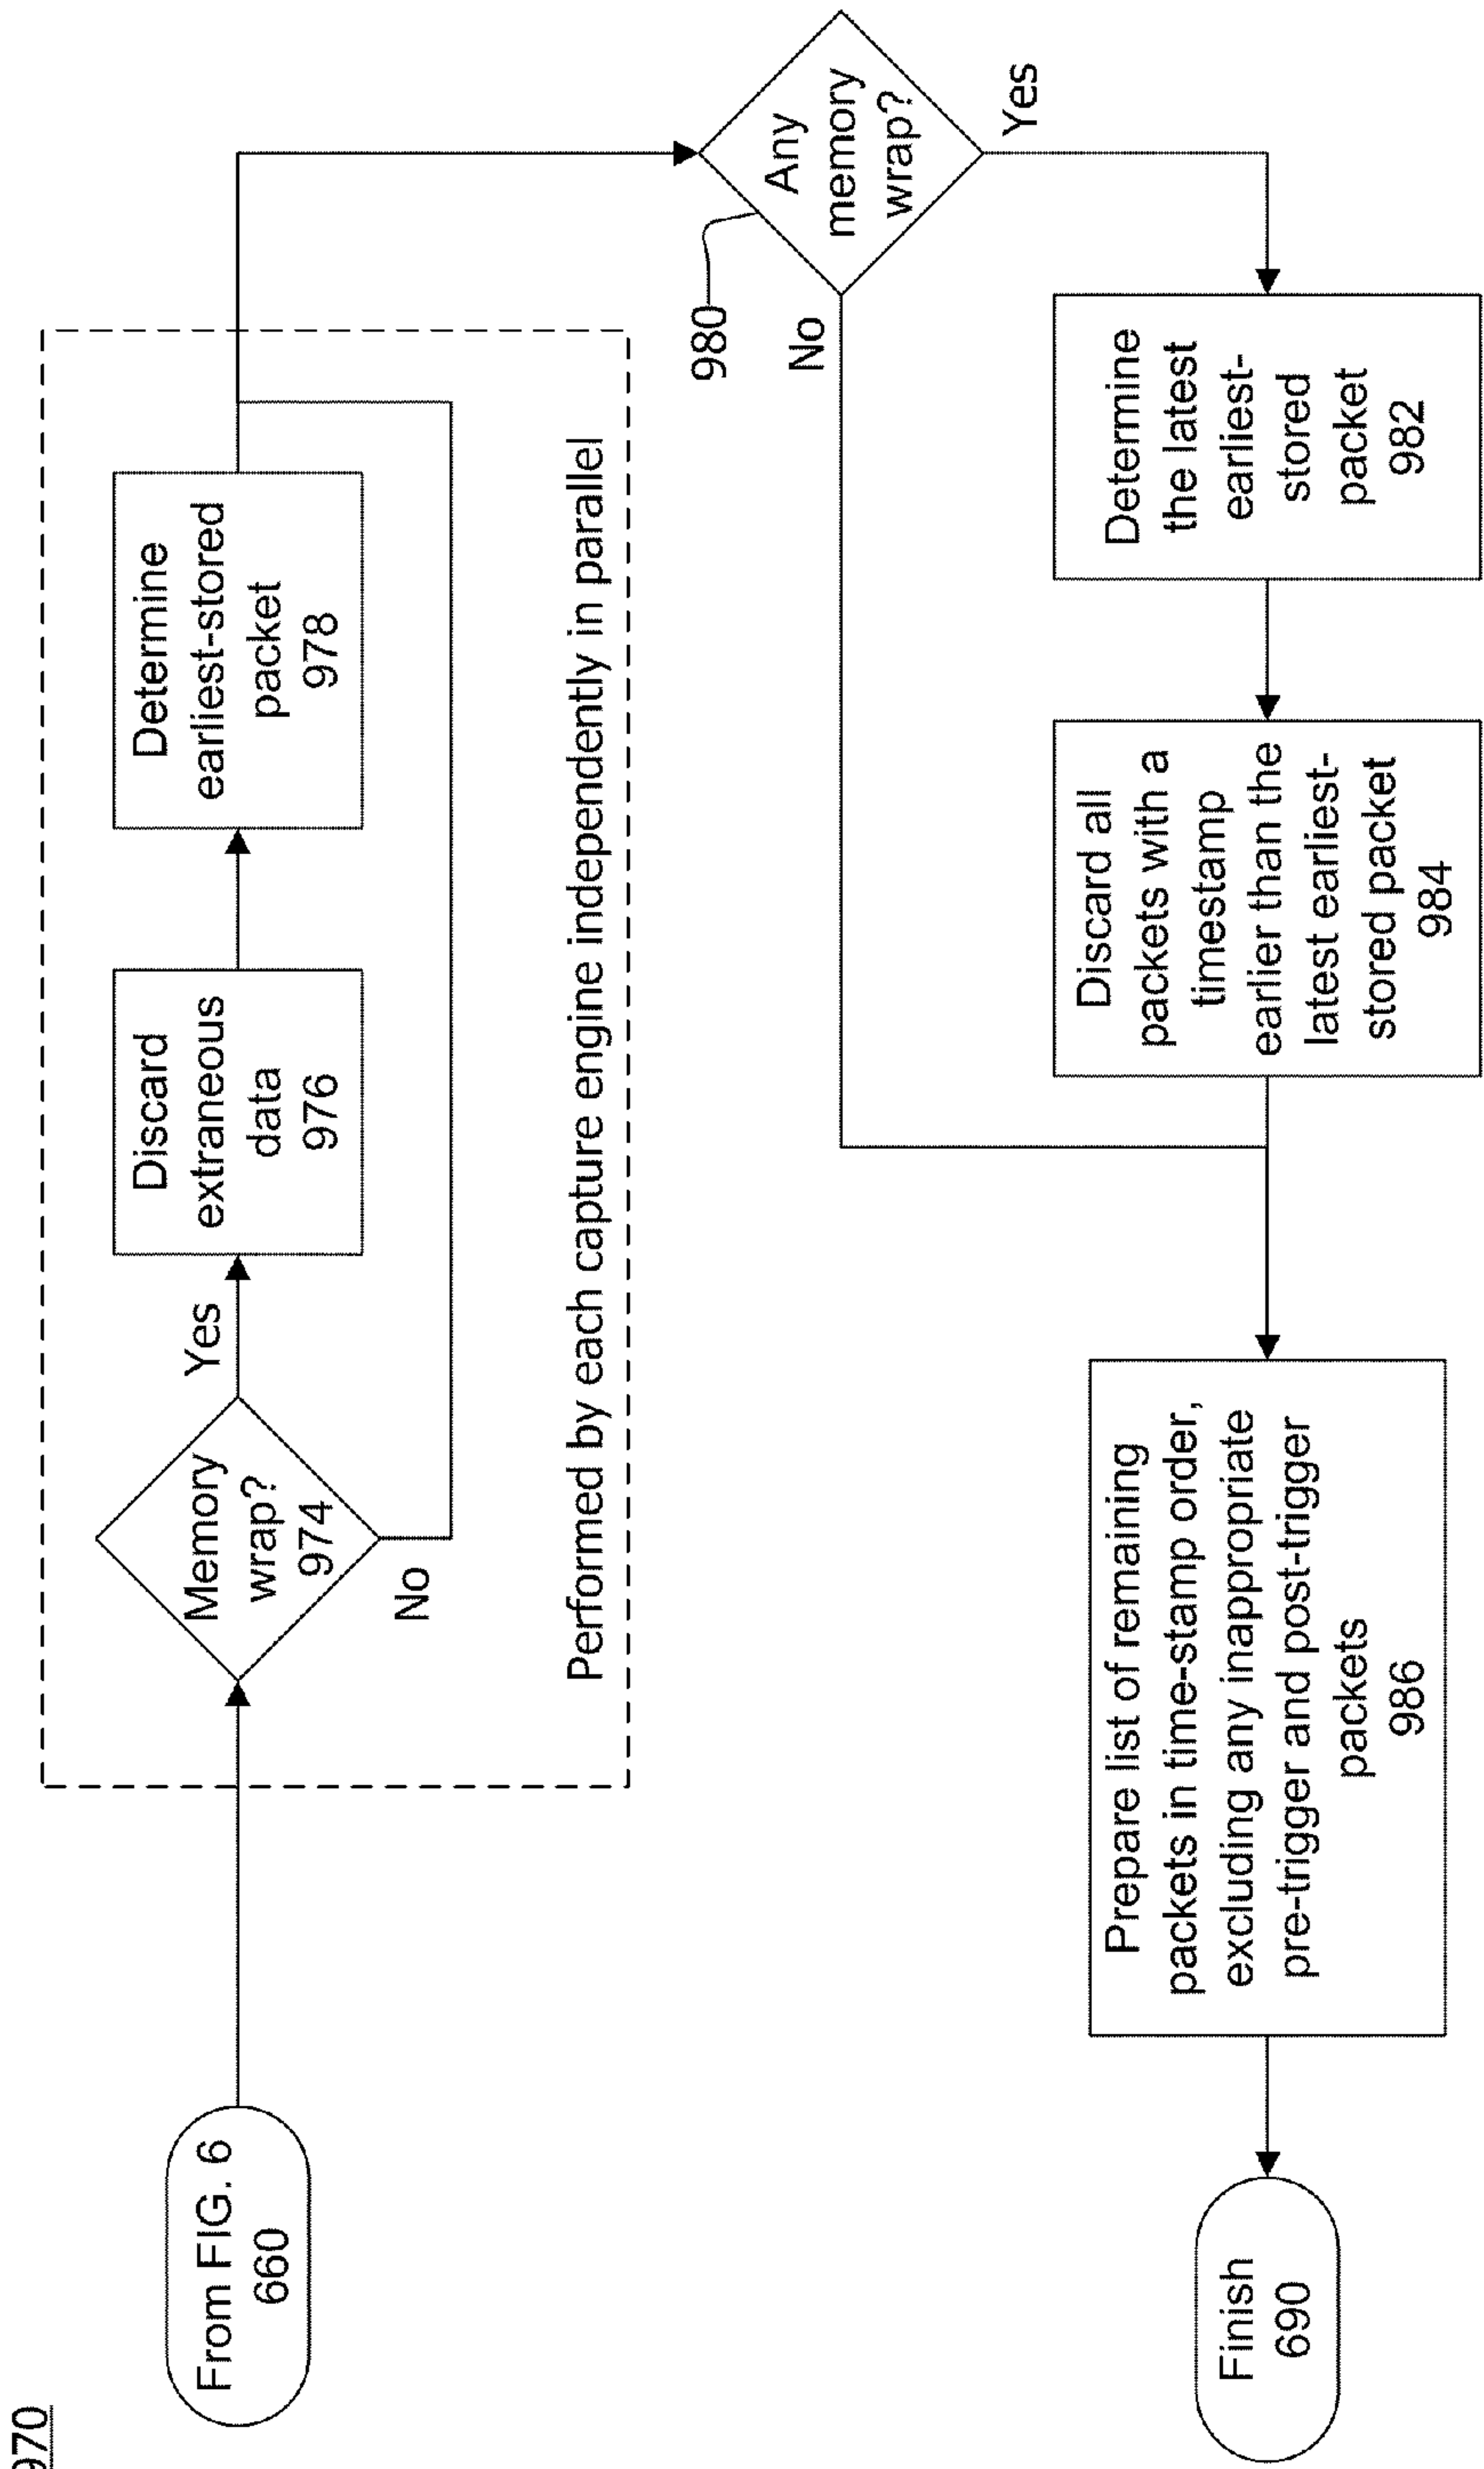 970
From FIG. 6
660
Memory
wrap?
974
Yes
No
Discard
extraneous
data
976
Determine
earliest-stored
packet
978
Performed by each capture engine independently in parallel
980
Any
memory
wrap?
No
Yes
Determine
the latest
earliest-
stored
packet
982
Discard all
packets with a
timestamp
earlier than the
latest earliest-
stored packet
984
Prepare list of remaining
packets in time-stamp order,
excluding any inappropriate
pre-trigger and post-trigger
packets
986
Finish
690